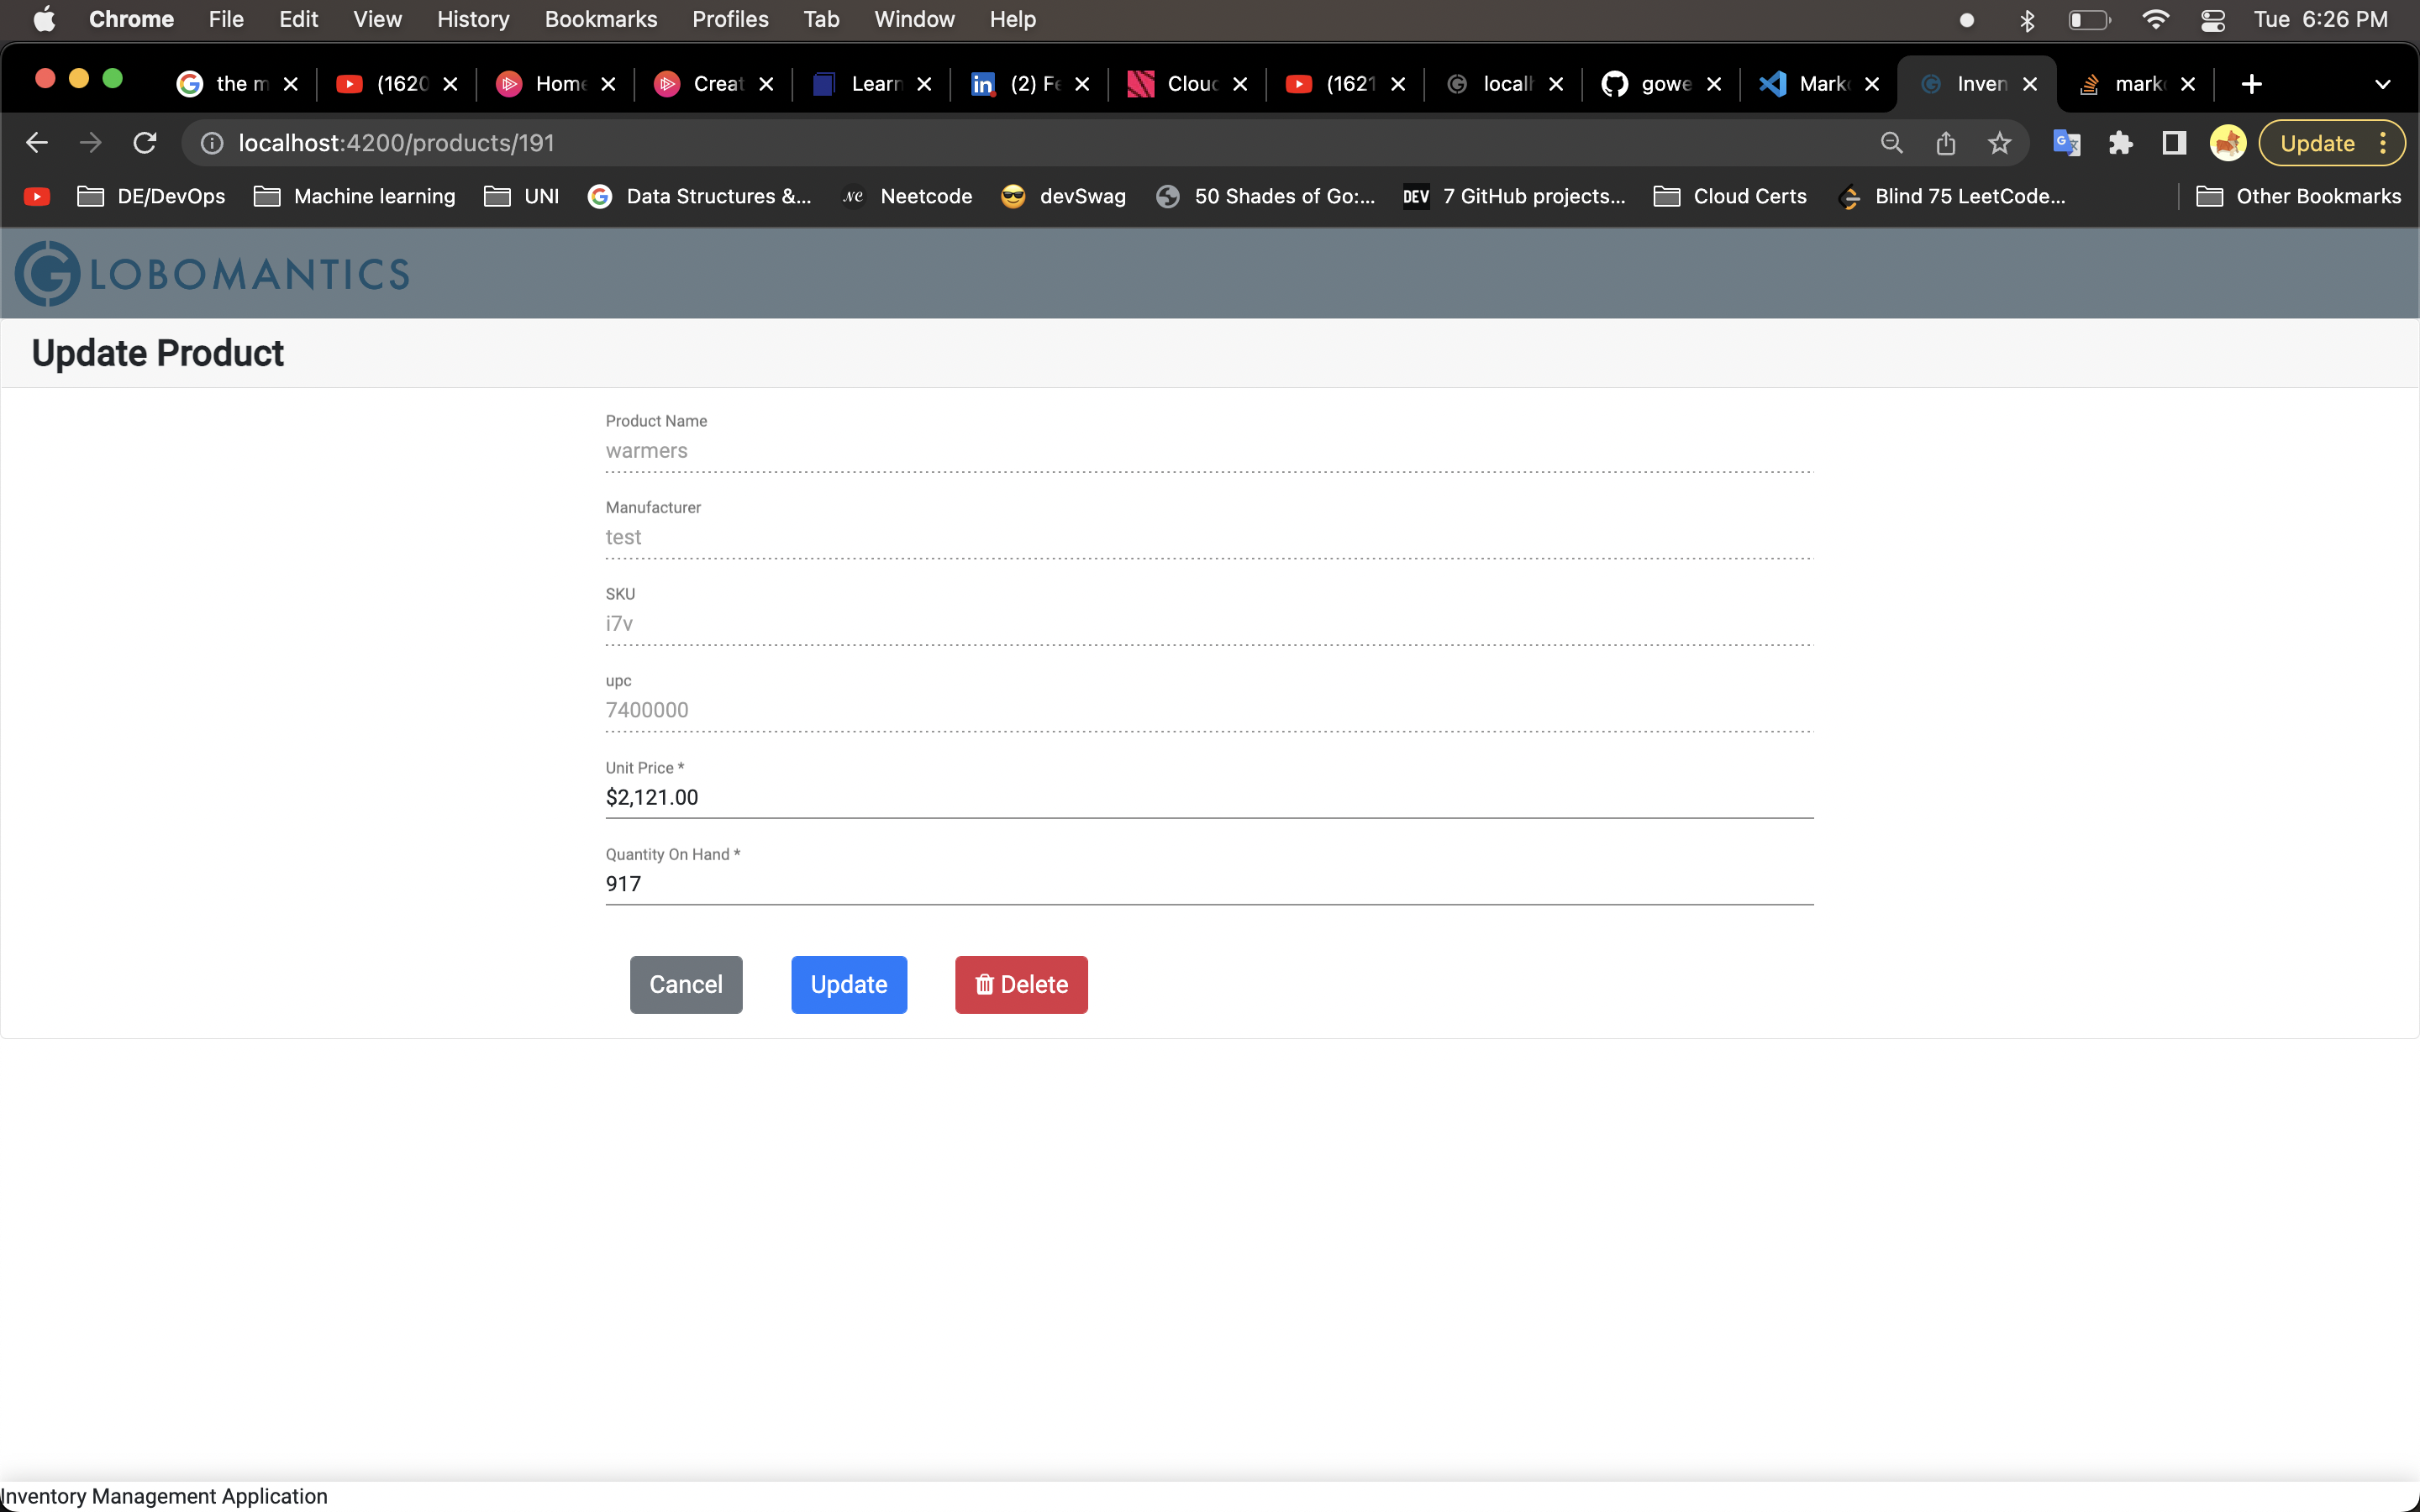 Chrome File Edit View History Bookmarks Profiles Tab Window Help Tue 6:26 PM
the m (1620 Home Creat Learn in (2) Fe Clouc (1621 localh gowe Mark Inven mark
localhost:4200/products/191 Update
DE/DevOps Machine learning UNI Data Structures &... NC Neetcode devSwag 50 Shades of Go:... DEV 7 GitHub projects... Cloud Certs Blind 75 LeetCode... Other Bookmarks
GLOBOMANTICS
Update Product
Product Name
warmers
Manufacturer
test
SKU
i7v
upc
7400000
Unit Price *
$2,121.00
Quantity On Hand *
917
Cancel Update Delete
Inventory Management Application